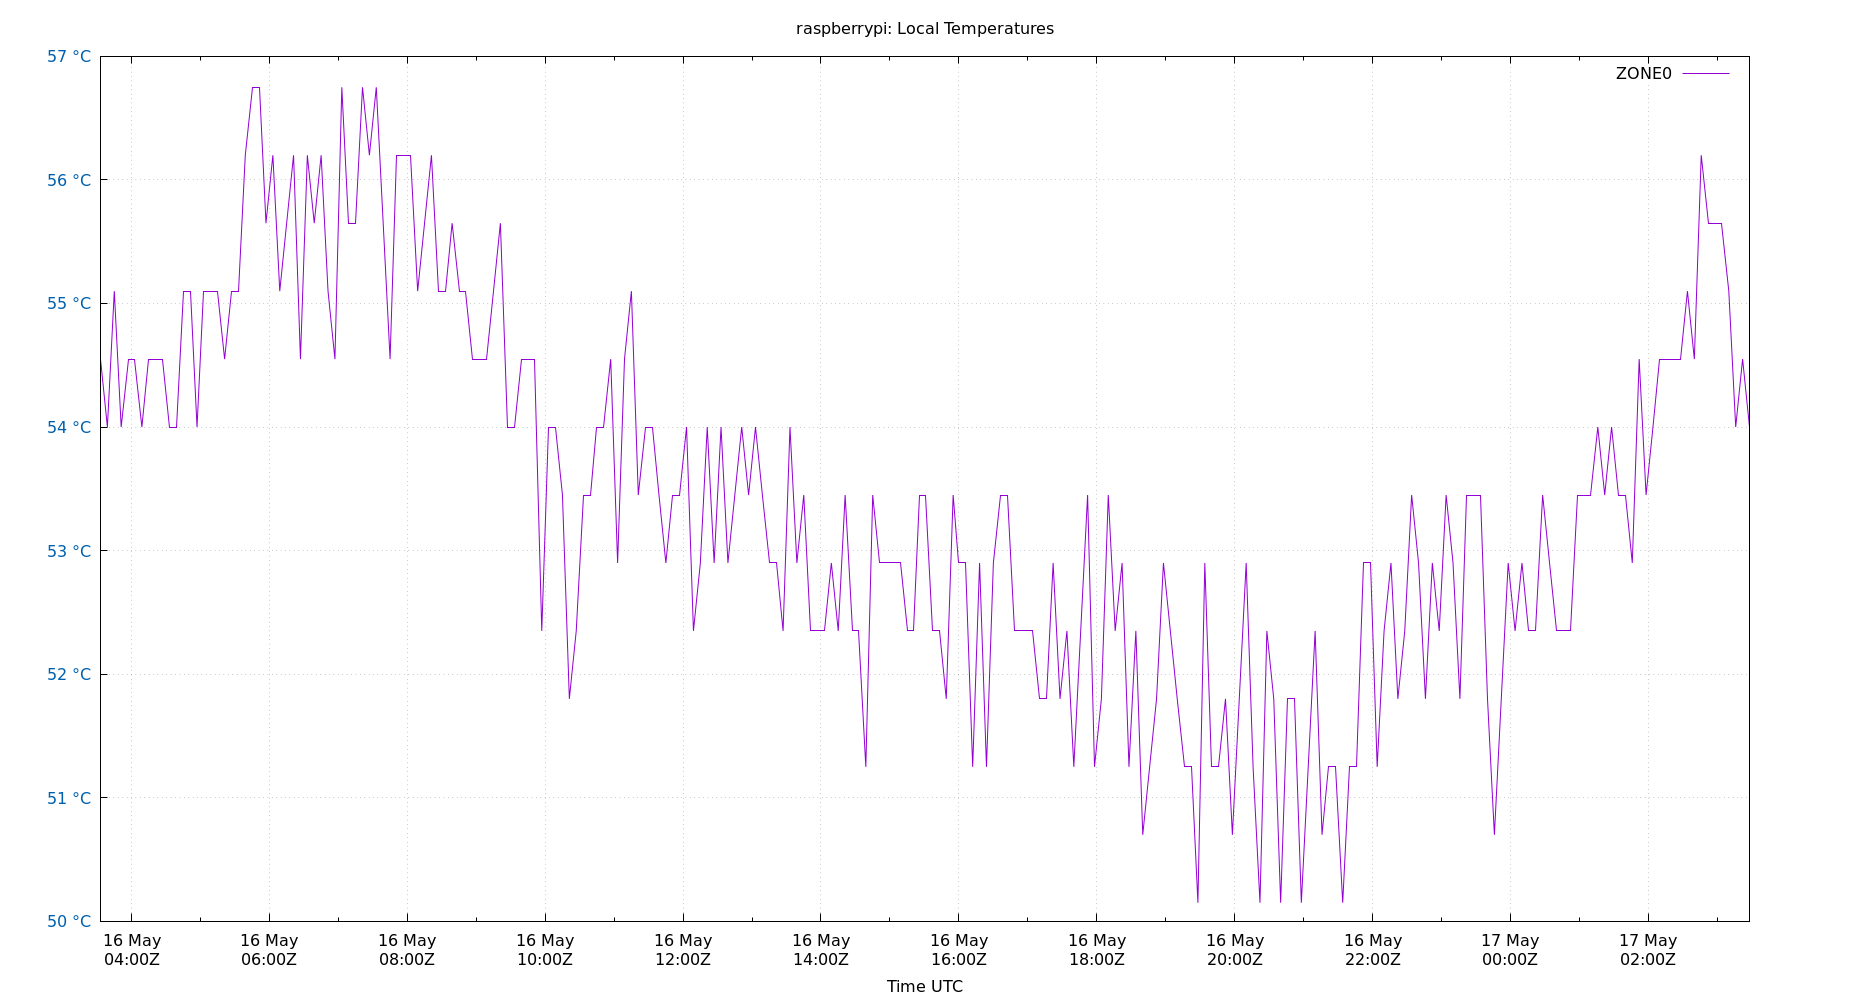 raspberrypi: Local Temperatures
57 °C
ZONE0
56 °C
55 °C
54 °C
53 °C
52 °C
51 °C
50 °C
16 May 16 May 16 May 16 May 16 May 16 May 16 May 16 May 16 May 16 May 17 May 17 May
04:00Z 06:00Z 08:00Z 10:00Z 12:00Z 14:00Z 16:00Z 18:00Z 20:00Z 22:00Z 00:00Z 02:00Z
Time UTC